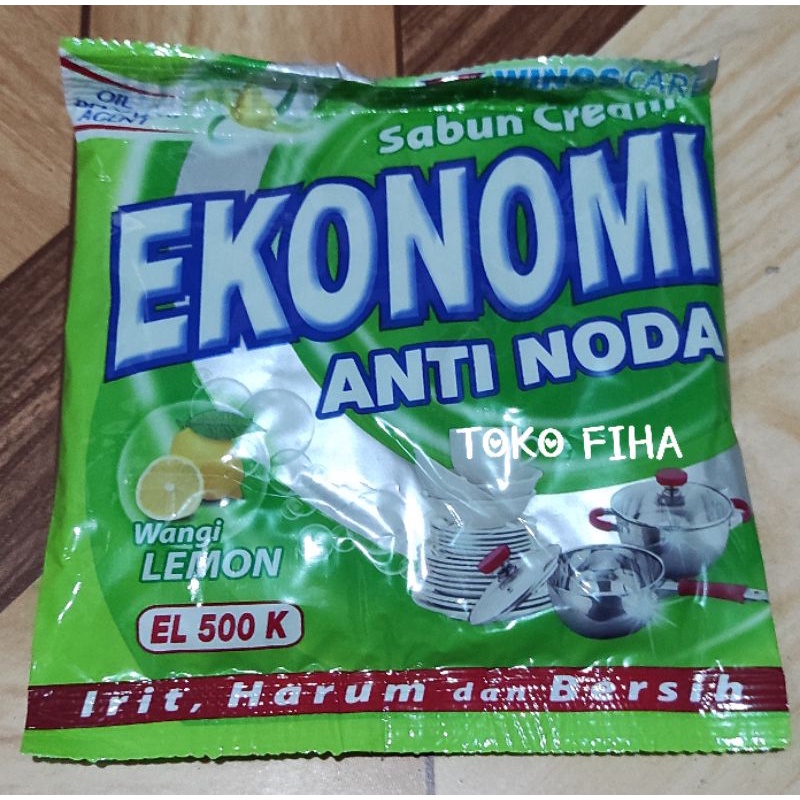 WINGSCARE
OIL
AGENT
Sabun Cream
EKONOMI
ANTI NODA
TOKO FIHA
Wangi
LEMON
EL 500 K
Irit, Harum dan Bersih